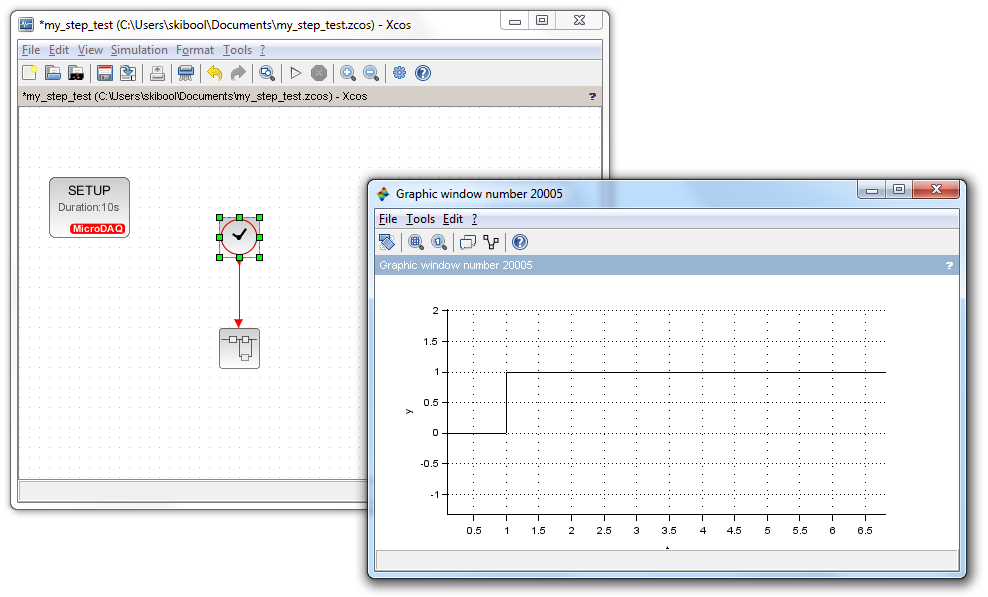 *my_step_test (C:\Users\skibool\Documents\my_step_test.zcos) - Xcos
File Edit View Simulation Format Tools ?
*my_step_test (C:\Users\skibool\Documents\my_step_test.zcos) - Xcos ?
SETUP
Duration:10s
MicroDAQ
Graphic window number 20005
File Tools Edit ?
Graphic window number 20005 ?
2
1.5
1
0.5
0
-0.5
-1
y
0.5 1 1.5 2 2.5 3 3.5 4 4.5 5 5.5 6 6.5